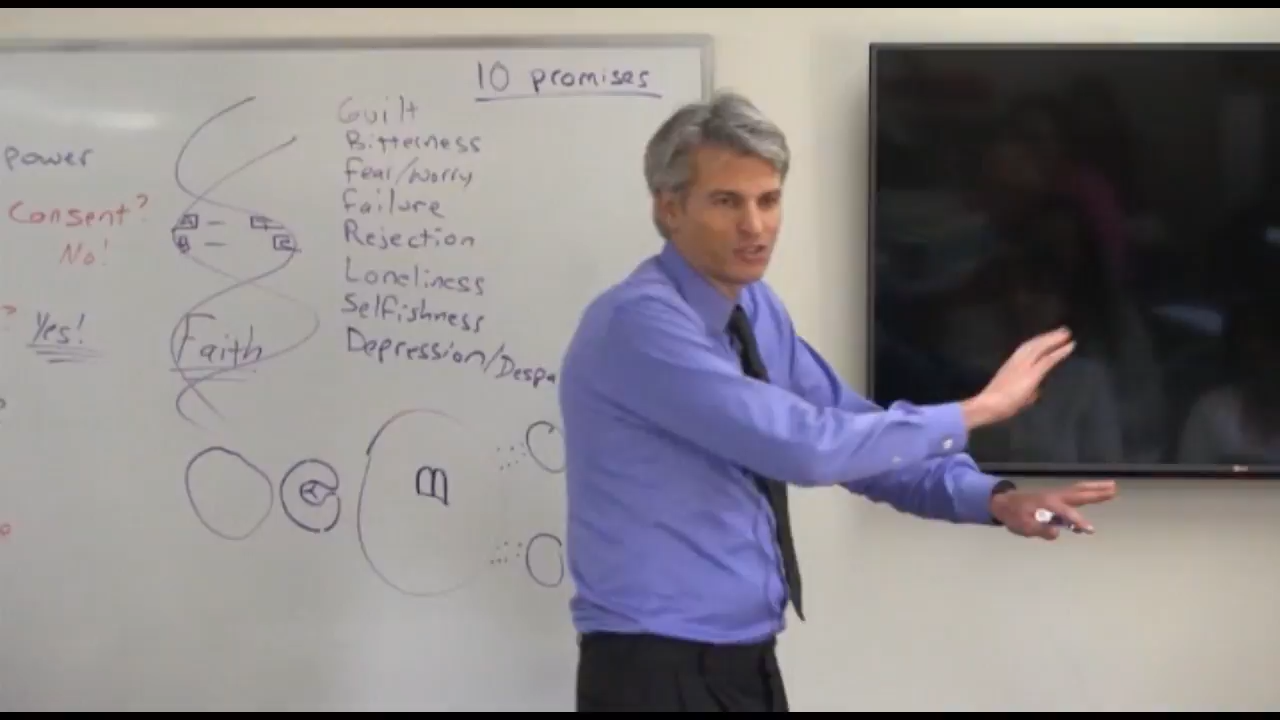 10 promises
Guilt
Bitterness
Fear/Worry
Failure
Rejection
Loneliness
Selfishness
Depression/Despa
power
Consent?
No!
?
Yes!
Faith
A
B
B